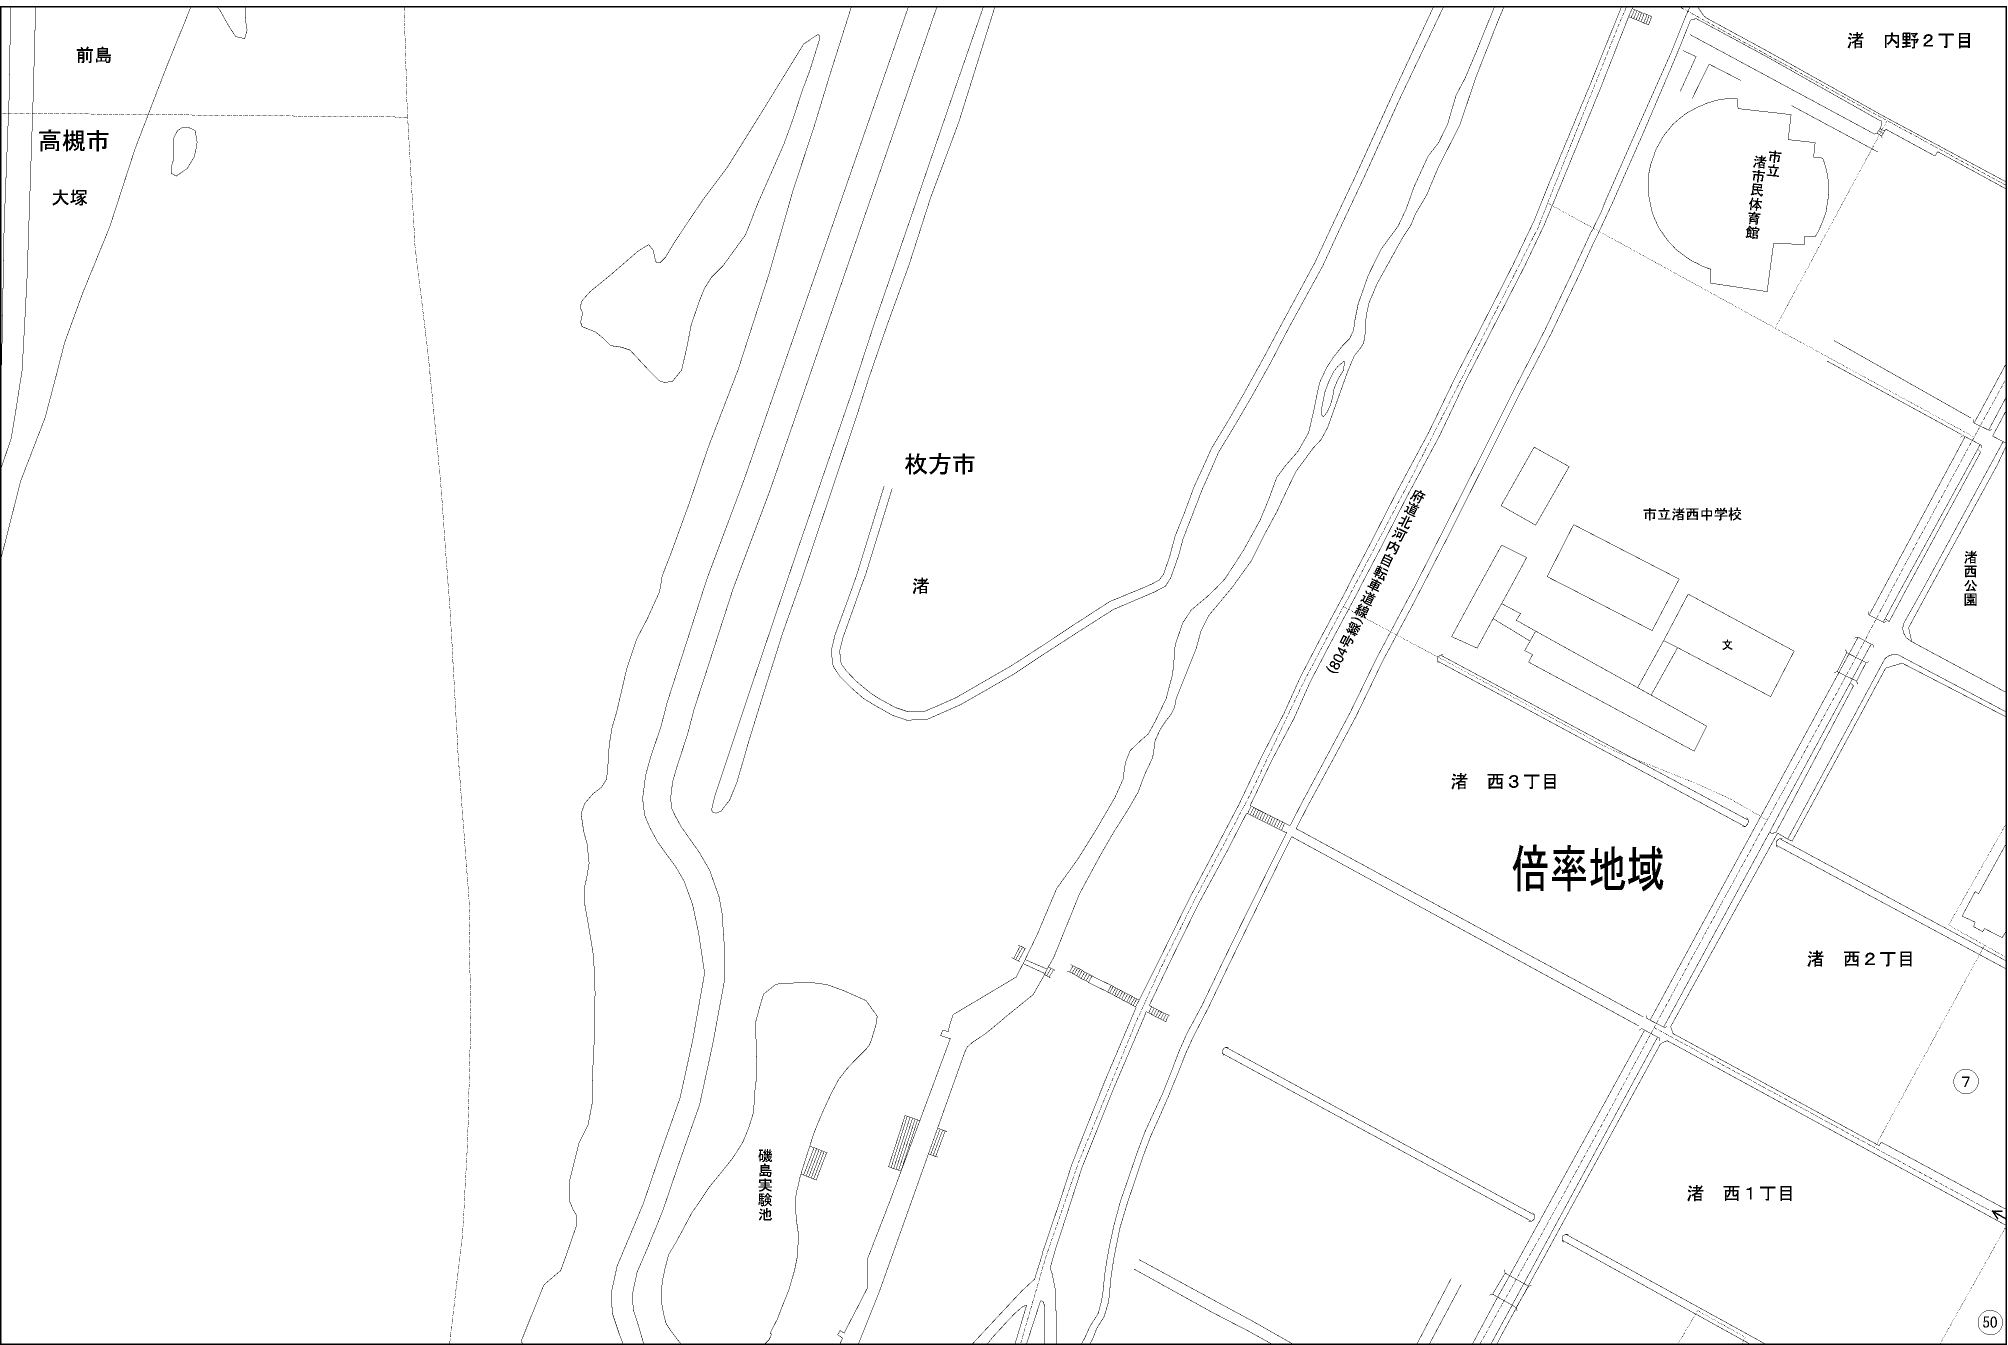 前島
高槻市
大塚
渚　内野２丁目
市立
渚市民体育館
枚方市
渚
府道北河内自転車道線
(804号線)
市立渚西中学校
文
渚西公園
渚　西３丁目
倍率地域
渚　西２丁目
7
渚　西１丁目
磯島実験池
50